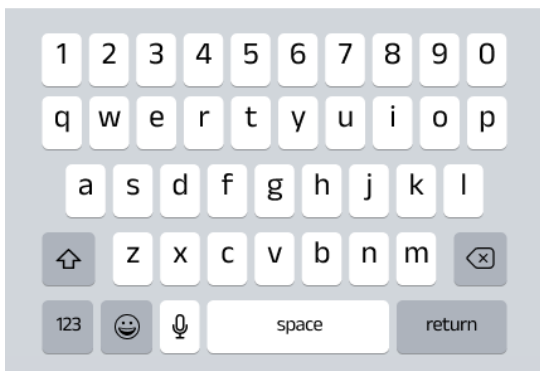 1 2 3 4 5 6 7 8 9 0
q w e r t y u i o p
a s d f g h j k l
z x c v b n m
123 space return